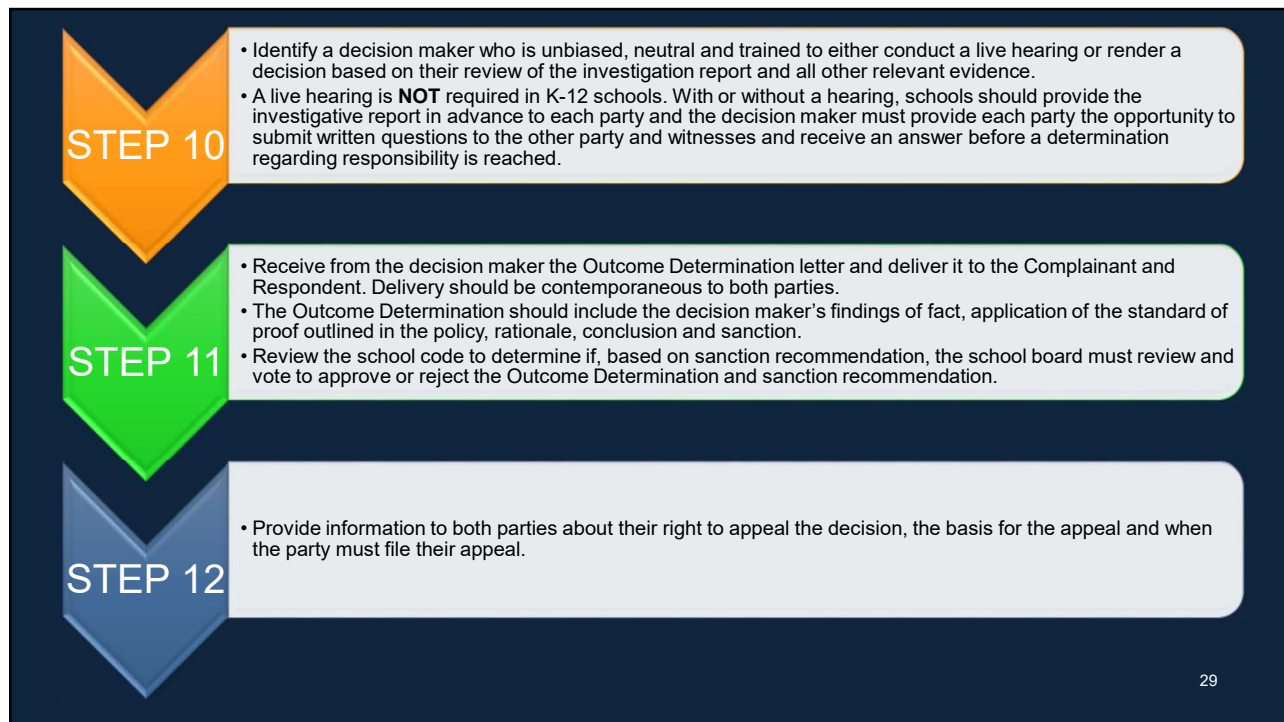 STEP 10
• Identify a decision maker who is unbiased, neutral and trained to either conduct a live hearing or render a
decision based on their review of the investigation report and all other relevant evidence.
• A live hearing is NOT required in K-12 schools. With or without a hearing, schools should provide the
investigative report in advance to each party and the decision maker must provide each party the opportunity to
submit written questions to the other party and witnesses and receive an answer before a determination
regarding responsibility is reached.
STEP 11
• Receive from the decision maker the Outcome Determination letter and deliver it to the Complainant and
Respondent. Delivery should be contemporaneous to both parties.
• The Outcome Determination should include the decision maker’s findings of fact, application of the standard of
proof outlined in the policy, rationale, conclusion and sanction.
• Review the school code to determine if, based on sanction recommendation, the school board must review and
vote to approve or reject the Outcome Determination and sanction recommendation.
STEP 12
• Provide information to both parties about their right to appeal the decision, the basis for the appeal and when
the party must file their appeal.
29